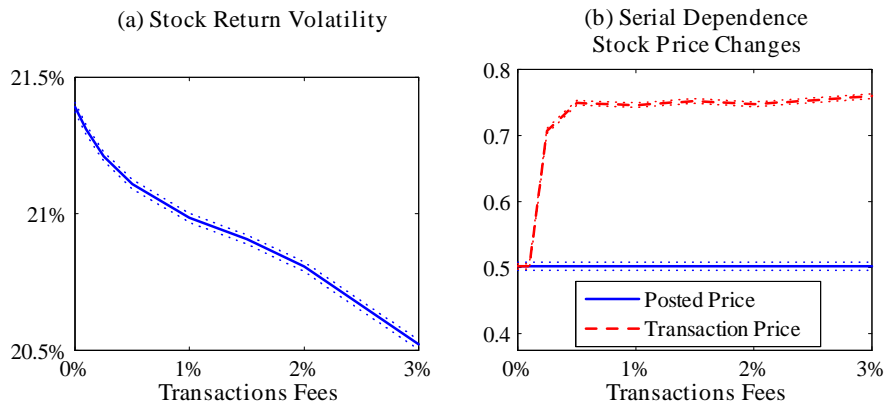 (a) Stock Return Volatility
21.5%
21%
20.5%
0%
1%
2%
3%
Transactions Fees
(b) Serial Dependence
Stock Price Changes
0.8
0.7
0.6
0.5
0.4
Posted Price
Transaction Price
0%
1%
2%
3%
Transactions Fees